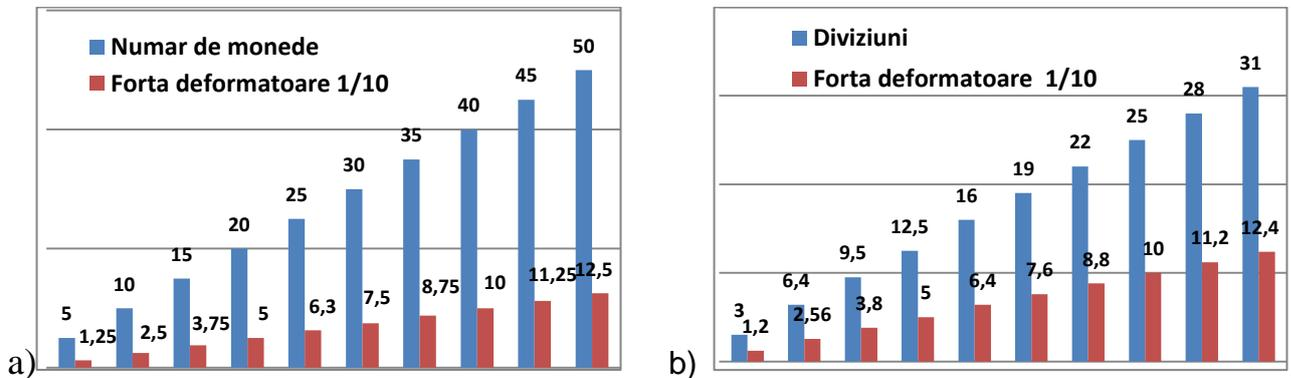 Numar de monede
Forta deformatoare 1/10
5 10 15 20 25 30 35 40 45 50
1,25 2,5 3,75 5 6,3 7,5 8,75 10 11,25 12,5
a)
Diviziuni
Forta deformatoare 1/10
3 6,4 9,5 12,5 16 19 22 25 28 31
1,2 2,56 3,8 5 6,4 7,6 8,8 10 11,2 12,4
b)